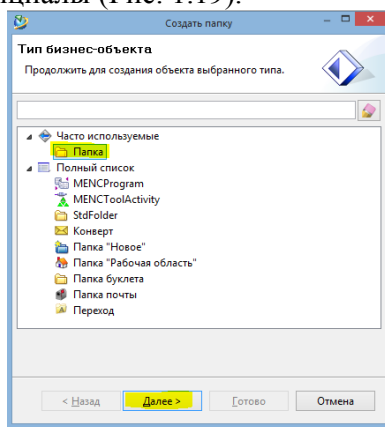 циалы (Рис. 1.19).
Создать папку
Тип бизнес-объекта
Продолжить для создания объекта выбранного типа.
Часто используемые
Папка
Полный список
MENCProgram
MENCToolActivity
StdFolder
Конверт
Папка "Новое"
Папка "Рабочая область"
Папка буклета
Папка почты
Переход
< Назад Далее > Готово Отмена